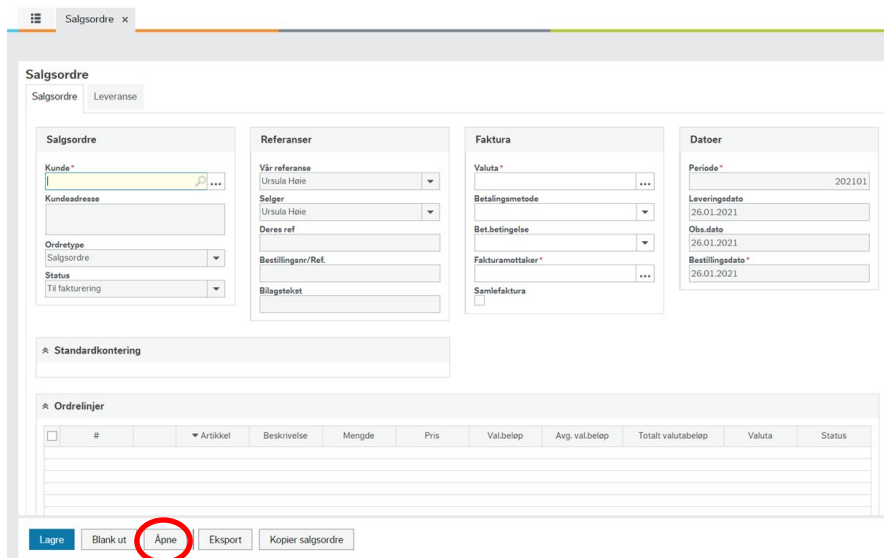 Salgsordre ×
Salgsordre
Salgsordre Leveranse
Salgsordre
Kunde*
...
Kundeadresse
Ordretype
Salgsordre
Status
Til fakturering
Referanser
Vår referanse
Ursula Høie
Selger
Ursula Høie
Deres ref
Bestillingsnr/Ref.
Bilagstekst
Faktura
Valuta*
...
Betalingsmetode
Bet.betingelse
Fakturamottaker*
...
Samlefaktura
Datoer
Periode*
202101
Leveringsdato
26.01.2021
Obs.dato
26.01.2021
Bestillingsdato*
26.01.2021
Standardkontering
Ordrelinjer
# Artikkel Beskrivelse Mengde Pris Val.beløp Avg. val.beløp Totalt valutabeløp Valuta Status
Lagre Blank ut Åpne Eksport Kopier salgsordre